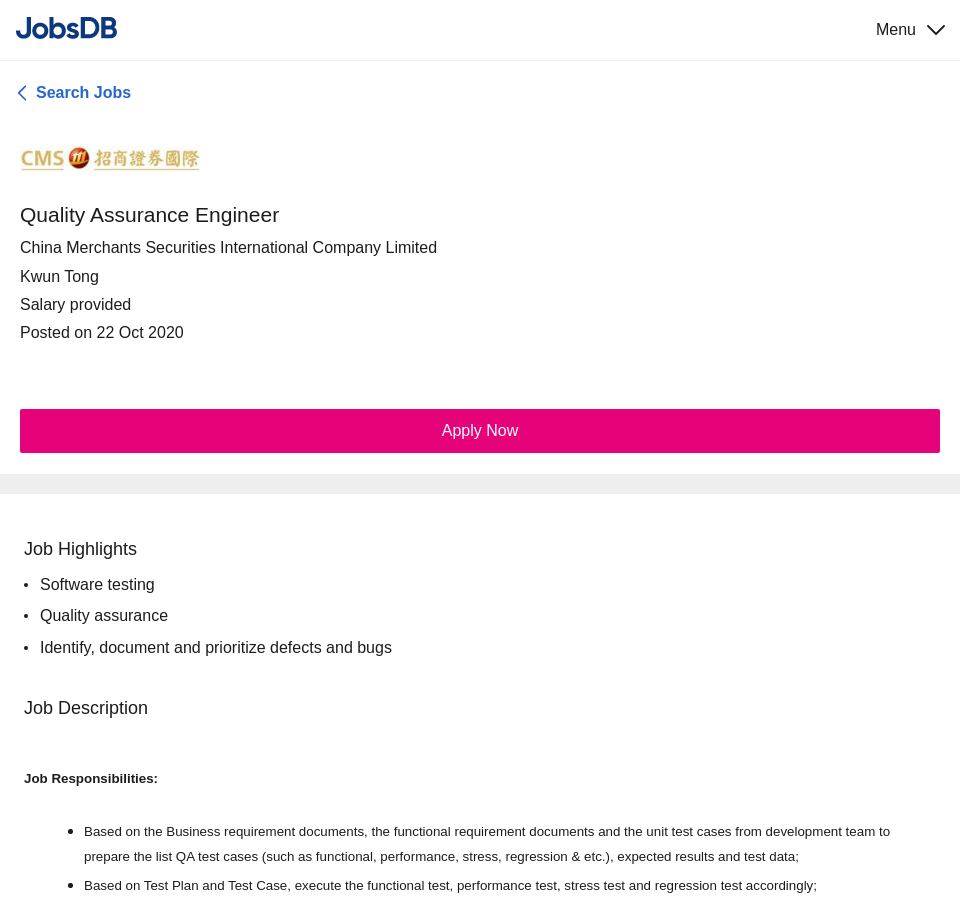 JobsDB
Menu
Search Jobs
CMS 招商證券國際
Quality Assurance Engineer
China Merchants Securities International Company Limited
Kwun Tong
Salary provided
Posted on 22 Oct 2020
Apply Now
Job Highlights
• Software testing
• Quality assurance
• Identify, document and prioritize defects and bugs
Job Description
Job Responsibilities:
• Based on the Business requirement documents, the functional requirement documents and the unit test cases from development team to
prepare the list QA test cases (such as functional, performance, stress, regression & etc.), expected results and test data;
• Based on Test Plan and Test Case, execute the functional test, performance test, stress test and regression test accordingly;